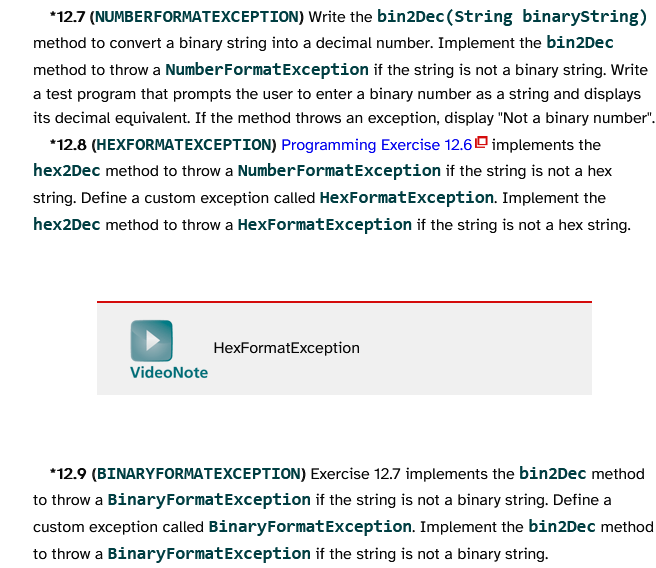 *12.7 (NUMBERFORMATEXCEPTION) Write the bin2Dec(String binaryString)
method to convert a binary string into a decimal number. Implement the bin2Dec
method to throw a NumberFormatException if the string is not a binary string. Write
a test program that prompts the user to enter a binary number as a string and displays
its decimal equivalent. If the method throws an exception, display "Not a binary number".
*12.8 (HEXFORMATEXCEPTION) Programming Exercise 12.6 implements the
hex2Dec method to throw a NumberFormatException if the string is not a hex
string. Define a custom exception called HexFormatException. Implement the
hex2Dec method to throw a HexFormatException if the string is not a hex string.
HexFormatException
VideoNote
*12.9 (BINARYFORMATEXCEPTION) Exercise 12.7 implements the bin2Dec method
to throw a BinaryFormatException if the string is not a binary string. Define a
custom exception called BinaryFormatException. Implement the bin2Dec method
to throw a BinaryFormatException if the string is not a binary string.